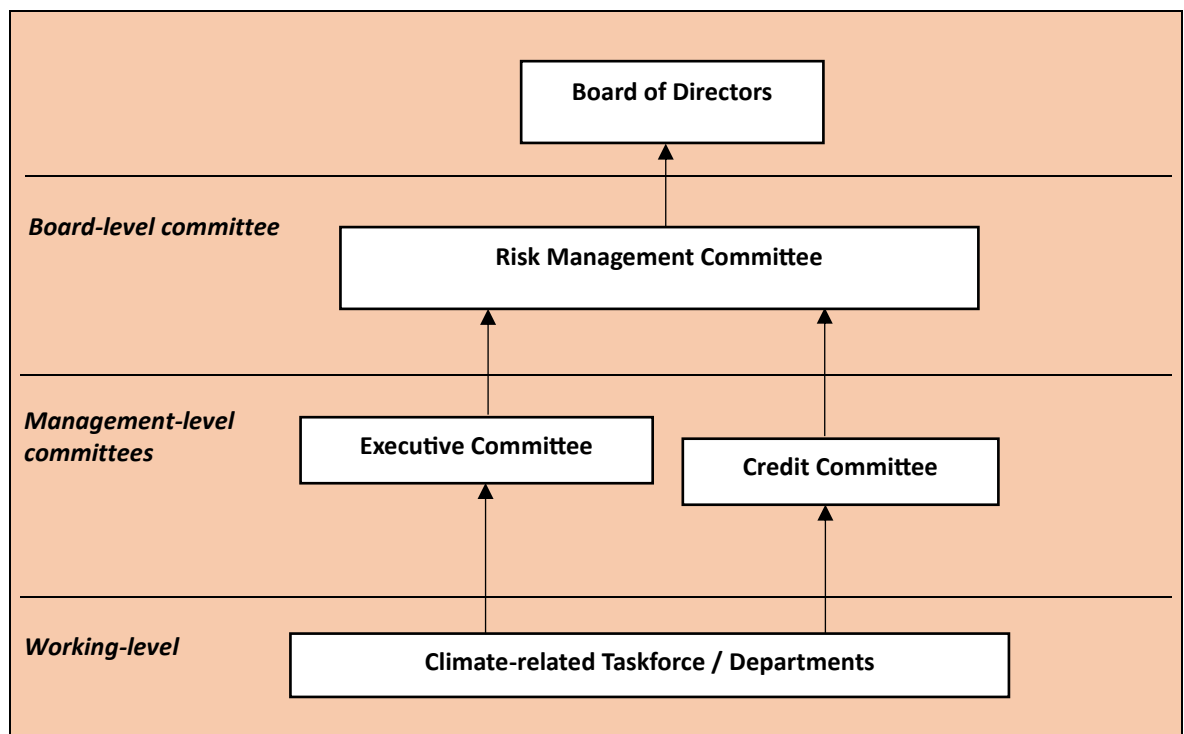 Board of Directors
Board-level committee
Risk Management Committee
Management-level
committees
Executive Committee
Credit Committee
Working-level
Climate-related Taskforce / Departments